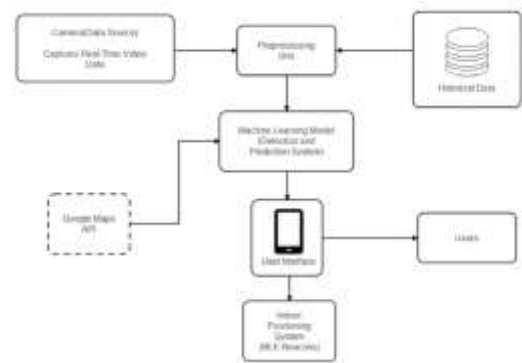 Camera/Data Source
Captures Real-Time Video
Data
Preprocessing
Unit
Historical Data
Machine Learning Model
(Detection and
Prediction System)
Google Maps
API
User Interface
Users
Indoor
Positioning
System
(BLE Beacons)